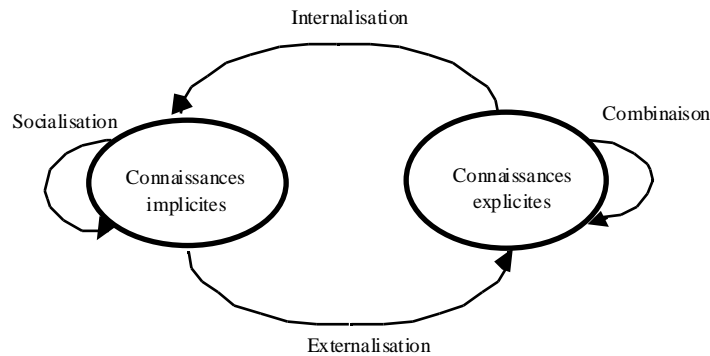 Internalisation
Socialisation
Combinaison
Connaissances
implicites
Connaissances
explicites
Externalisation